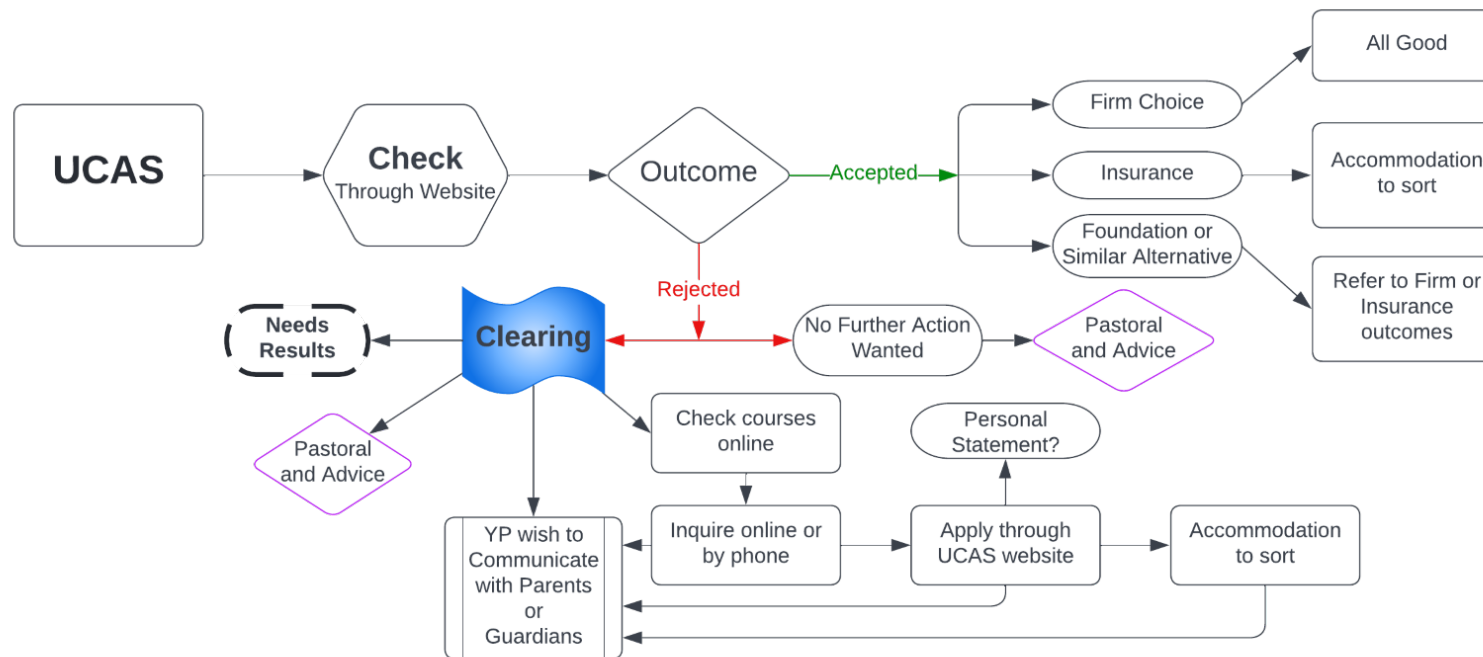 UCAS
Check
Through Website
Outcome
Accepted
Firm Choice
All Good
Insurance
Accommodation
to sort
Foundation or
Similar Alternative
Refer to Firm or
Insurance
outcomes
Rejected
Needs
Results
Clearing
No Further Action
Wanted
Pastoral
and Advice
Pastoral
and Advice
Check courses
online
Personal
Statement?
YP wish to
Communicate
with Parents
or
Guardians
Inquire online or
by phone
Apply through
UCAS website
Accommodation
to sort